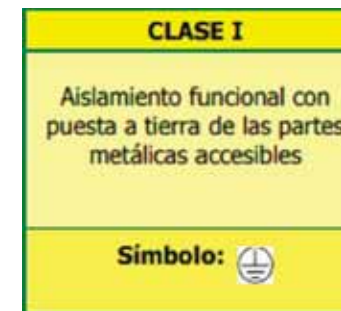 CLASE I
Aislamiento funcional con
puesta a tierra de las partes
metálicas accesibles
Símbolo: